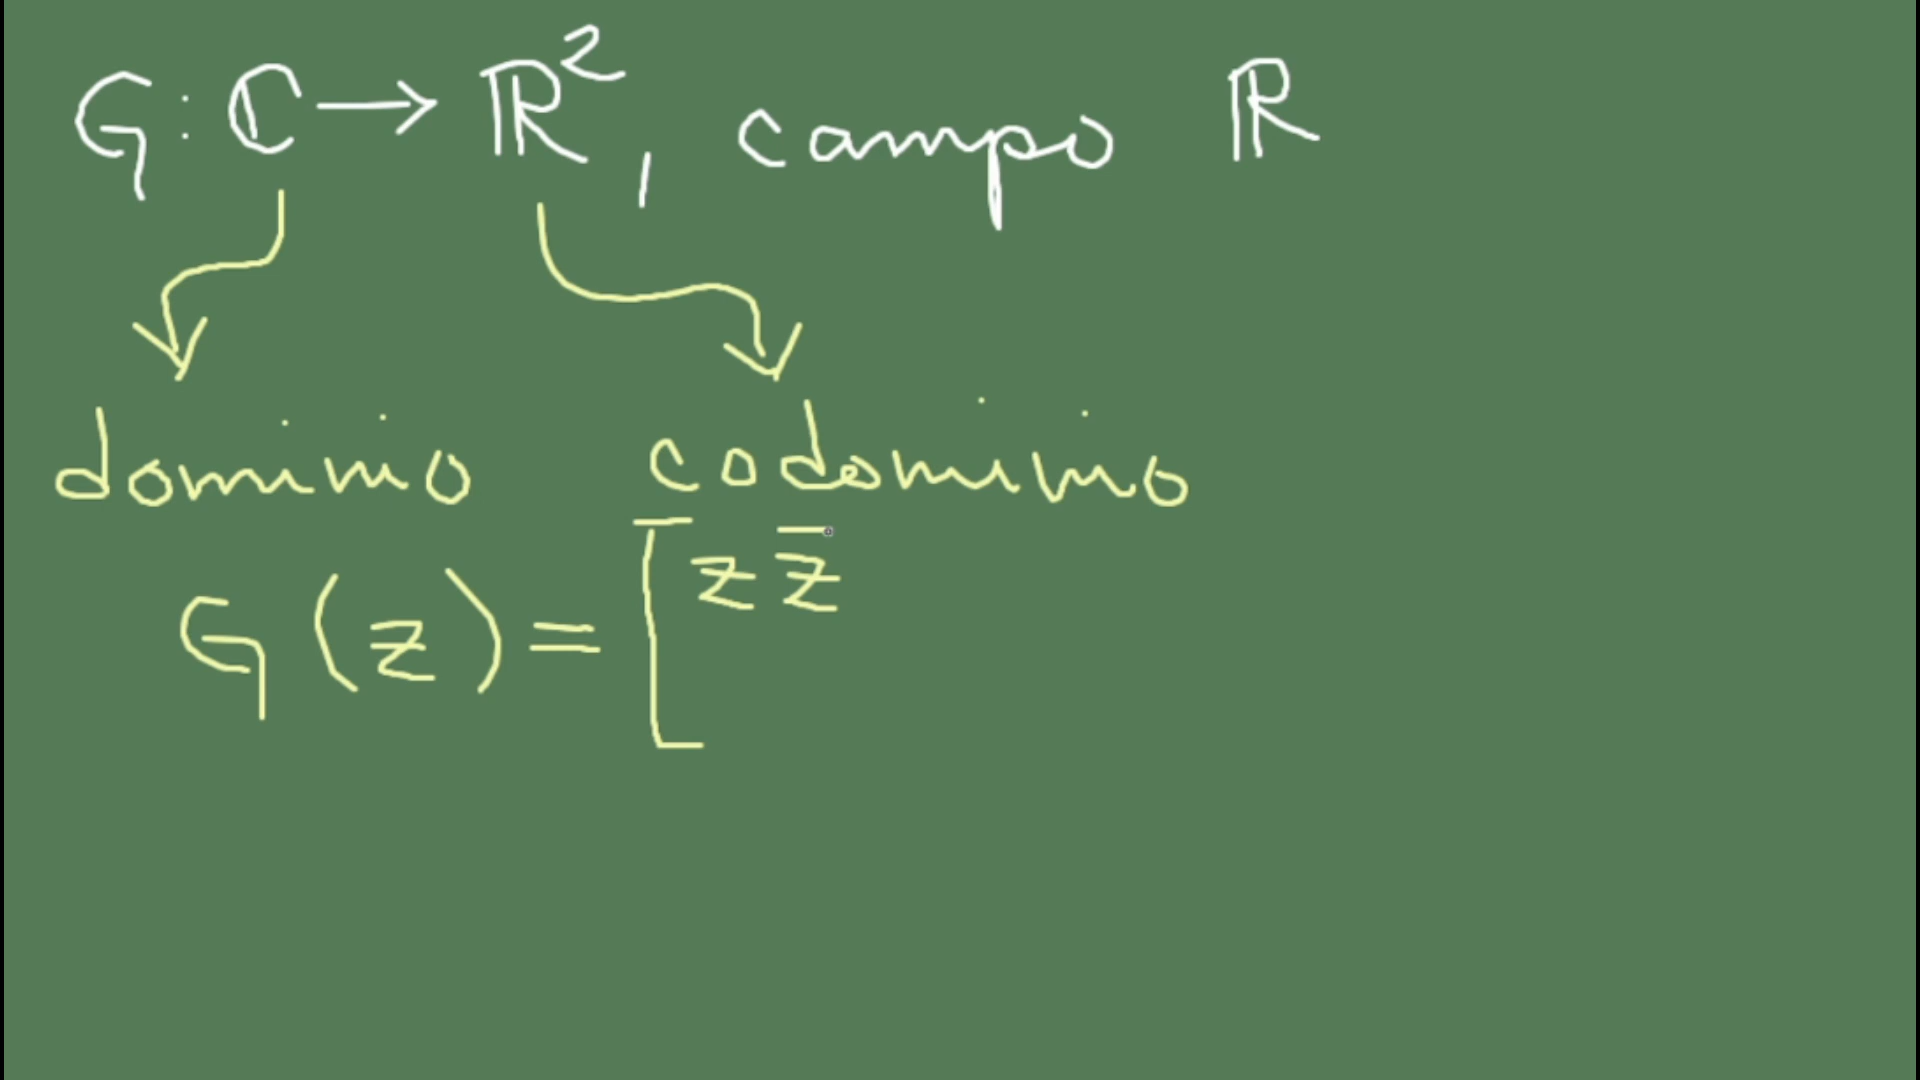 G : ℂ → ℝ², campo ℝ
dominio codominio
G(z) = [z z̅